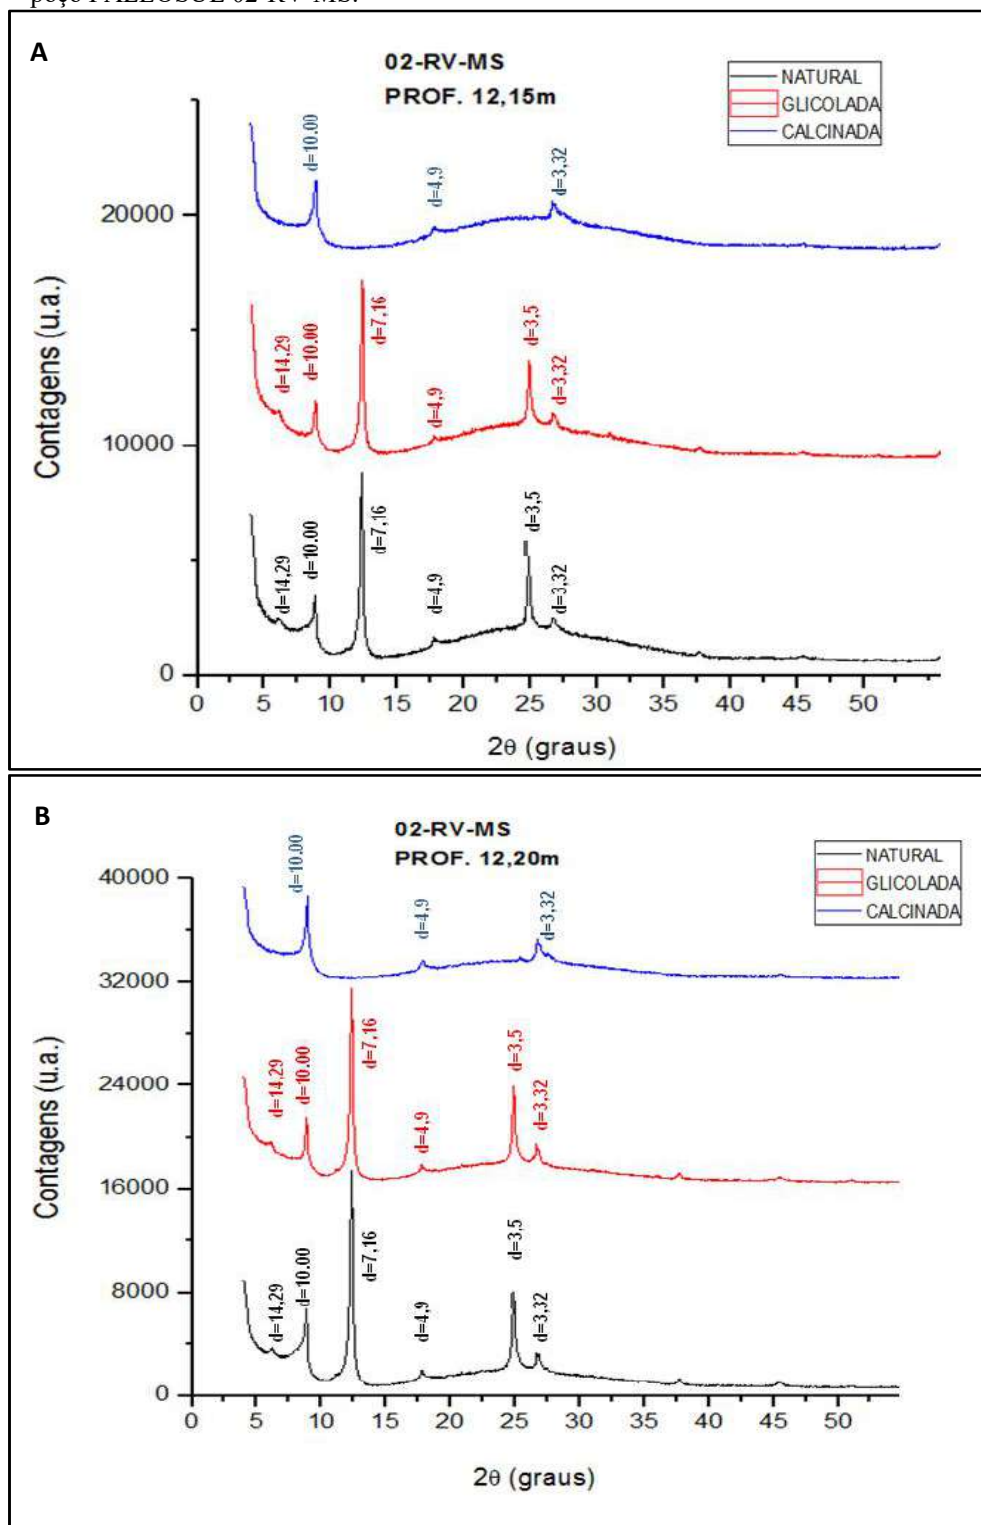 A
02-RV-MS
PROF. 12,15m
NATURAL
GLICOLADA
CALCINADA
Contagens (u.a.)
20000
10000
0
d=10.00
d=4,9
d=3,32
d=14,29
d=10.00
d=7,16
d=4,9
d=3,5
d=3,32
d=14,29
d=10.00
d=7,16
d=4,9
d=3,5
d=3,32
0 5 10 15 20 25 30 35 40 45 50
2θ (graus)
B
02-RV-MS
PROF. 12,20m
NATURAL
GLICOLADA
CALCINADA
Contagens (u.a.)
40000
32000
24000
16000
8000
0
d=10.00
d=4,9
d=3,32
d=14,29
d=10.00
d=7,16
d=4,9
d=3,5
d=3,32
d=14,29
d=10.00
d=7,16
d=4,9
d=3,5
d=3,32
0 5 10 15 20 25 30 35 40 45 50
2θ (graus)